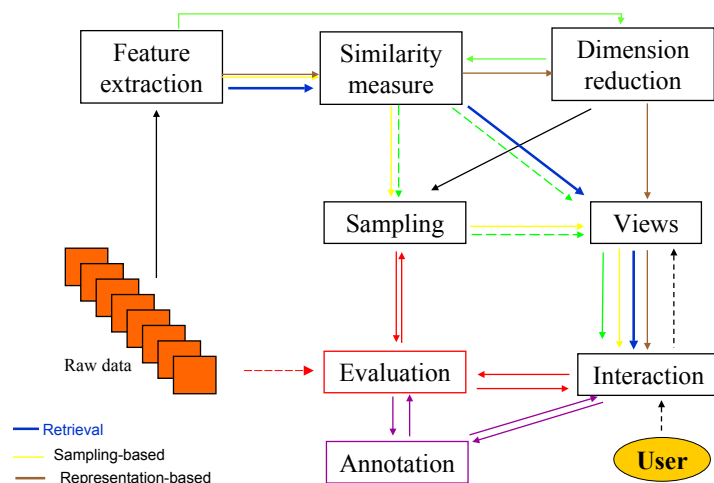 Feature
extraction
Similarity
measure
Dimension
reduction
Sampling
Views
Raw data
Evaluation
Interaction
Annotation
User
Retrieval
Sampling-based
Representation-based